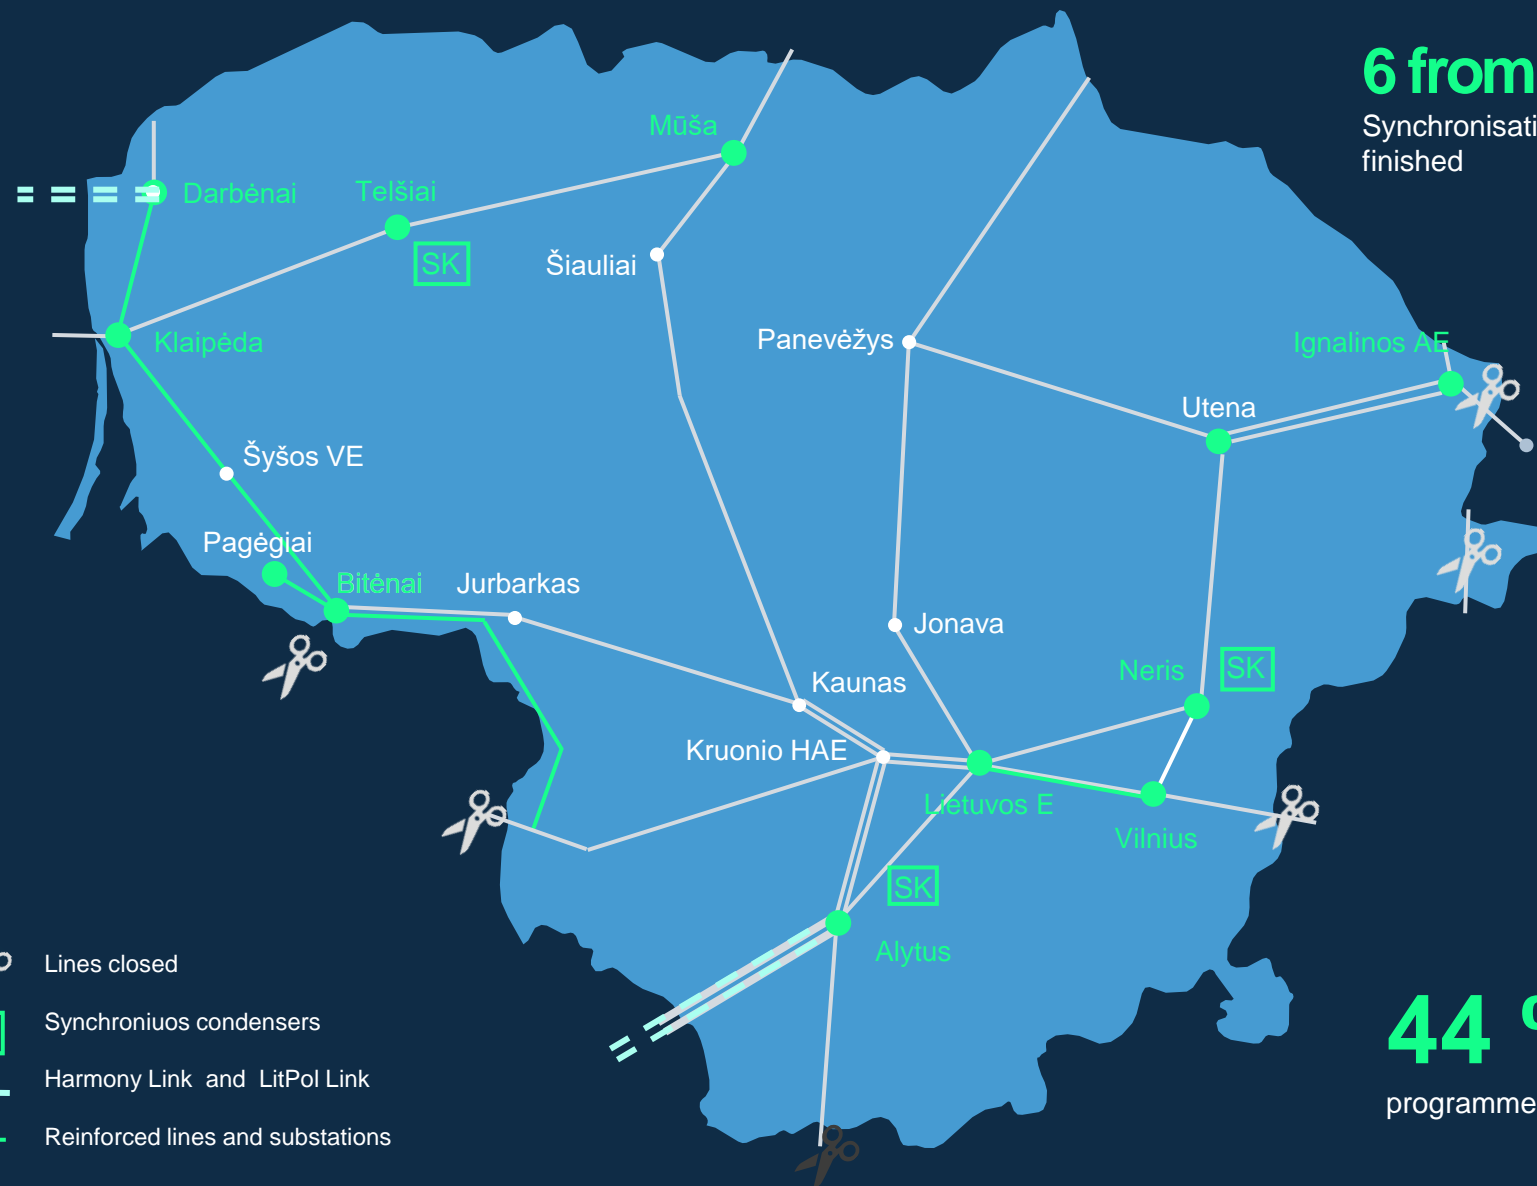 6 from
Synchronisati
finished
Mūša
Darbėnai
Telšiai
SK
Šiauliai
Klaipėda
Panevėžys
Ignalinos AE
Utena
Šyšos VE
Pagėgiai
Bitėnai
Jurbarkas
Jonava
Neris
SK
Kaunas
Kruonio HAE
Lietuvos E
Vilnius
SK
Alytus
Lines closed
Synchroniuos condensers
Harmony Link and LitPol Link
Reinforced lines and substations
44 %
programme